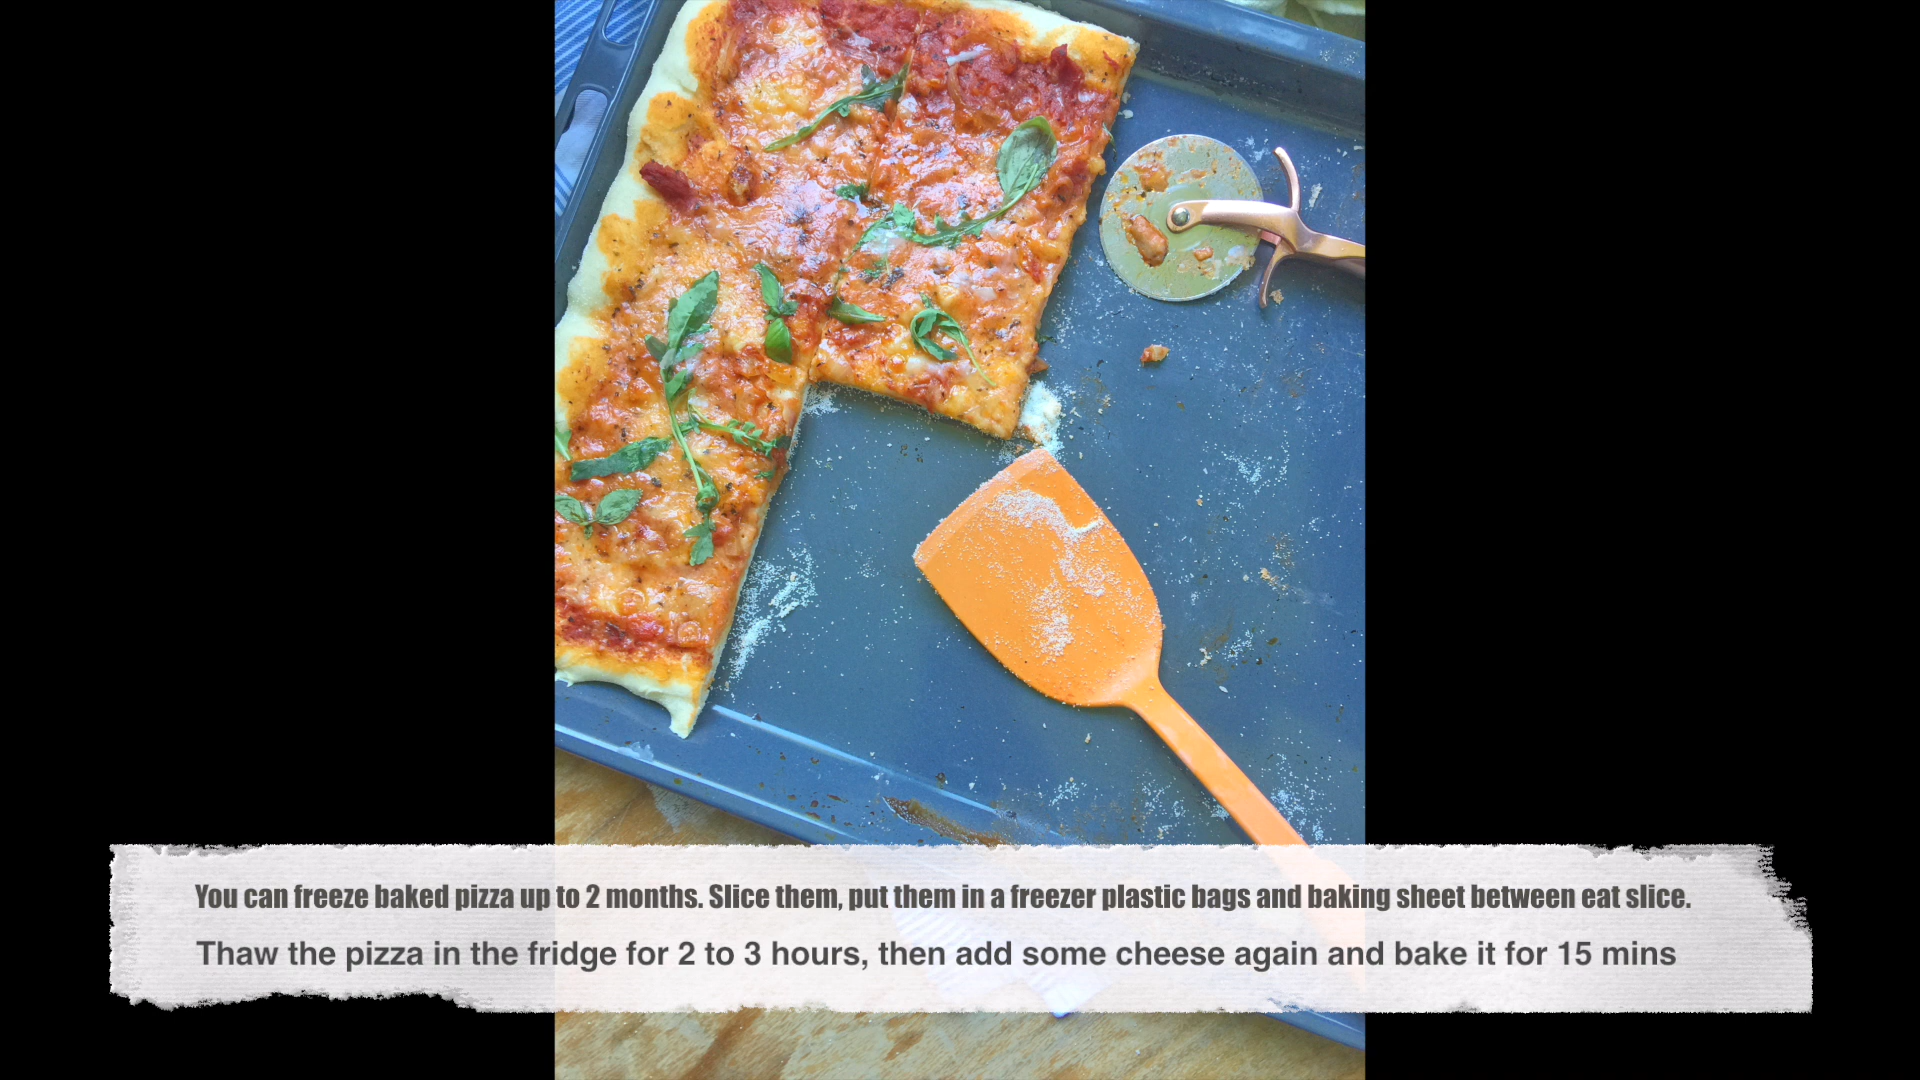 You can freeze baked pizza up to 2 months. Slice them, put them in a freezer plastic bags and baking sheet between eat slice.
Thaw the pizza in the fridge for 2 to 3 hours, then add some cheese again and bake it for 15 mins